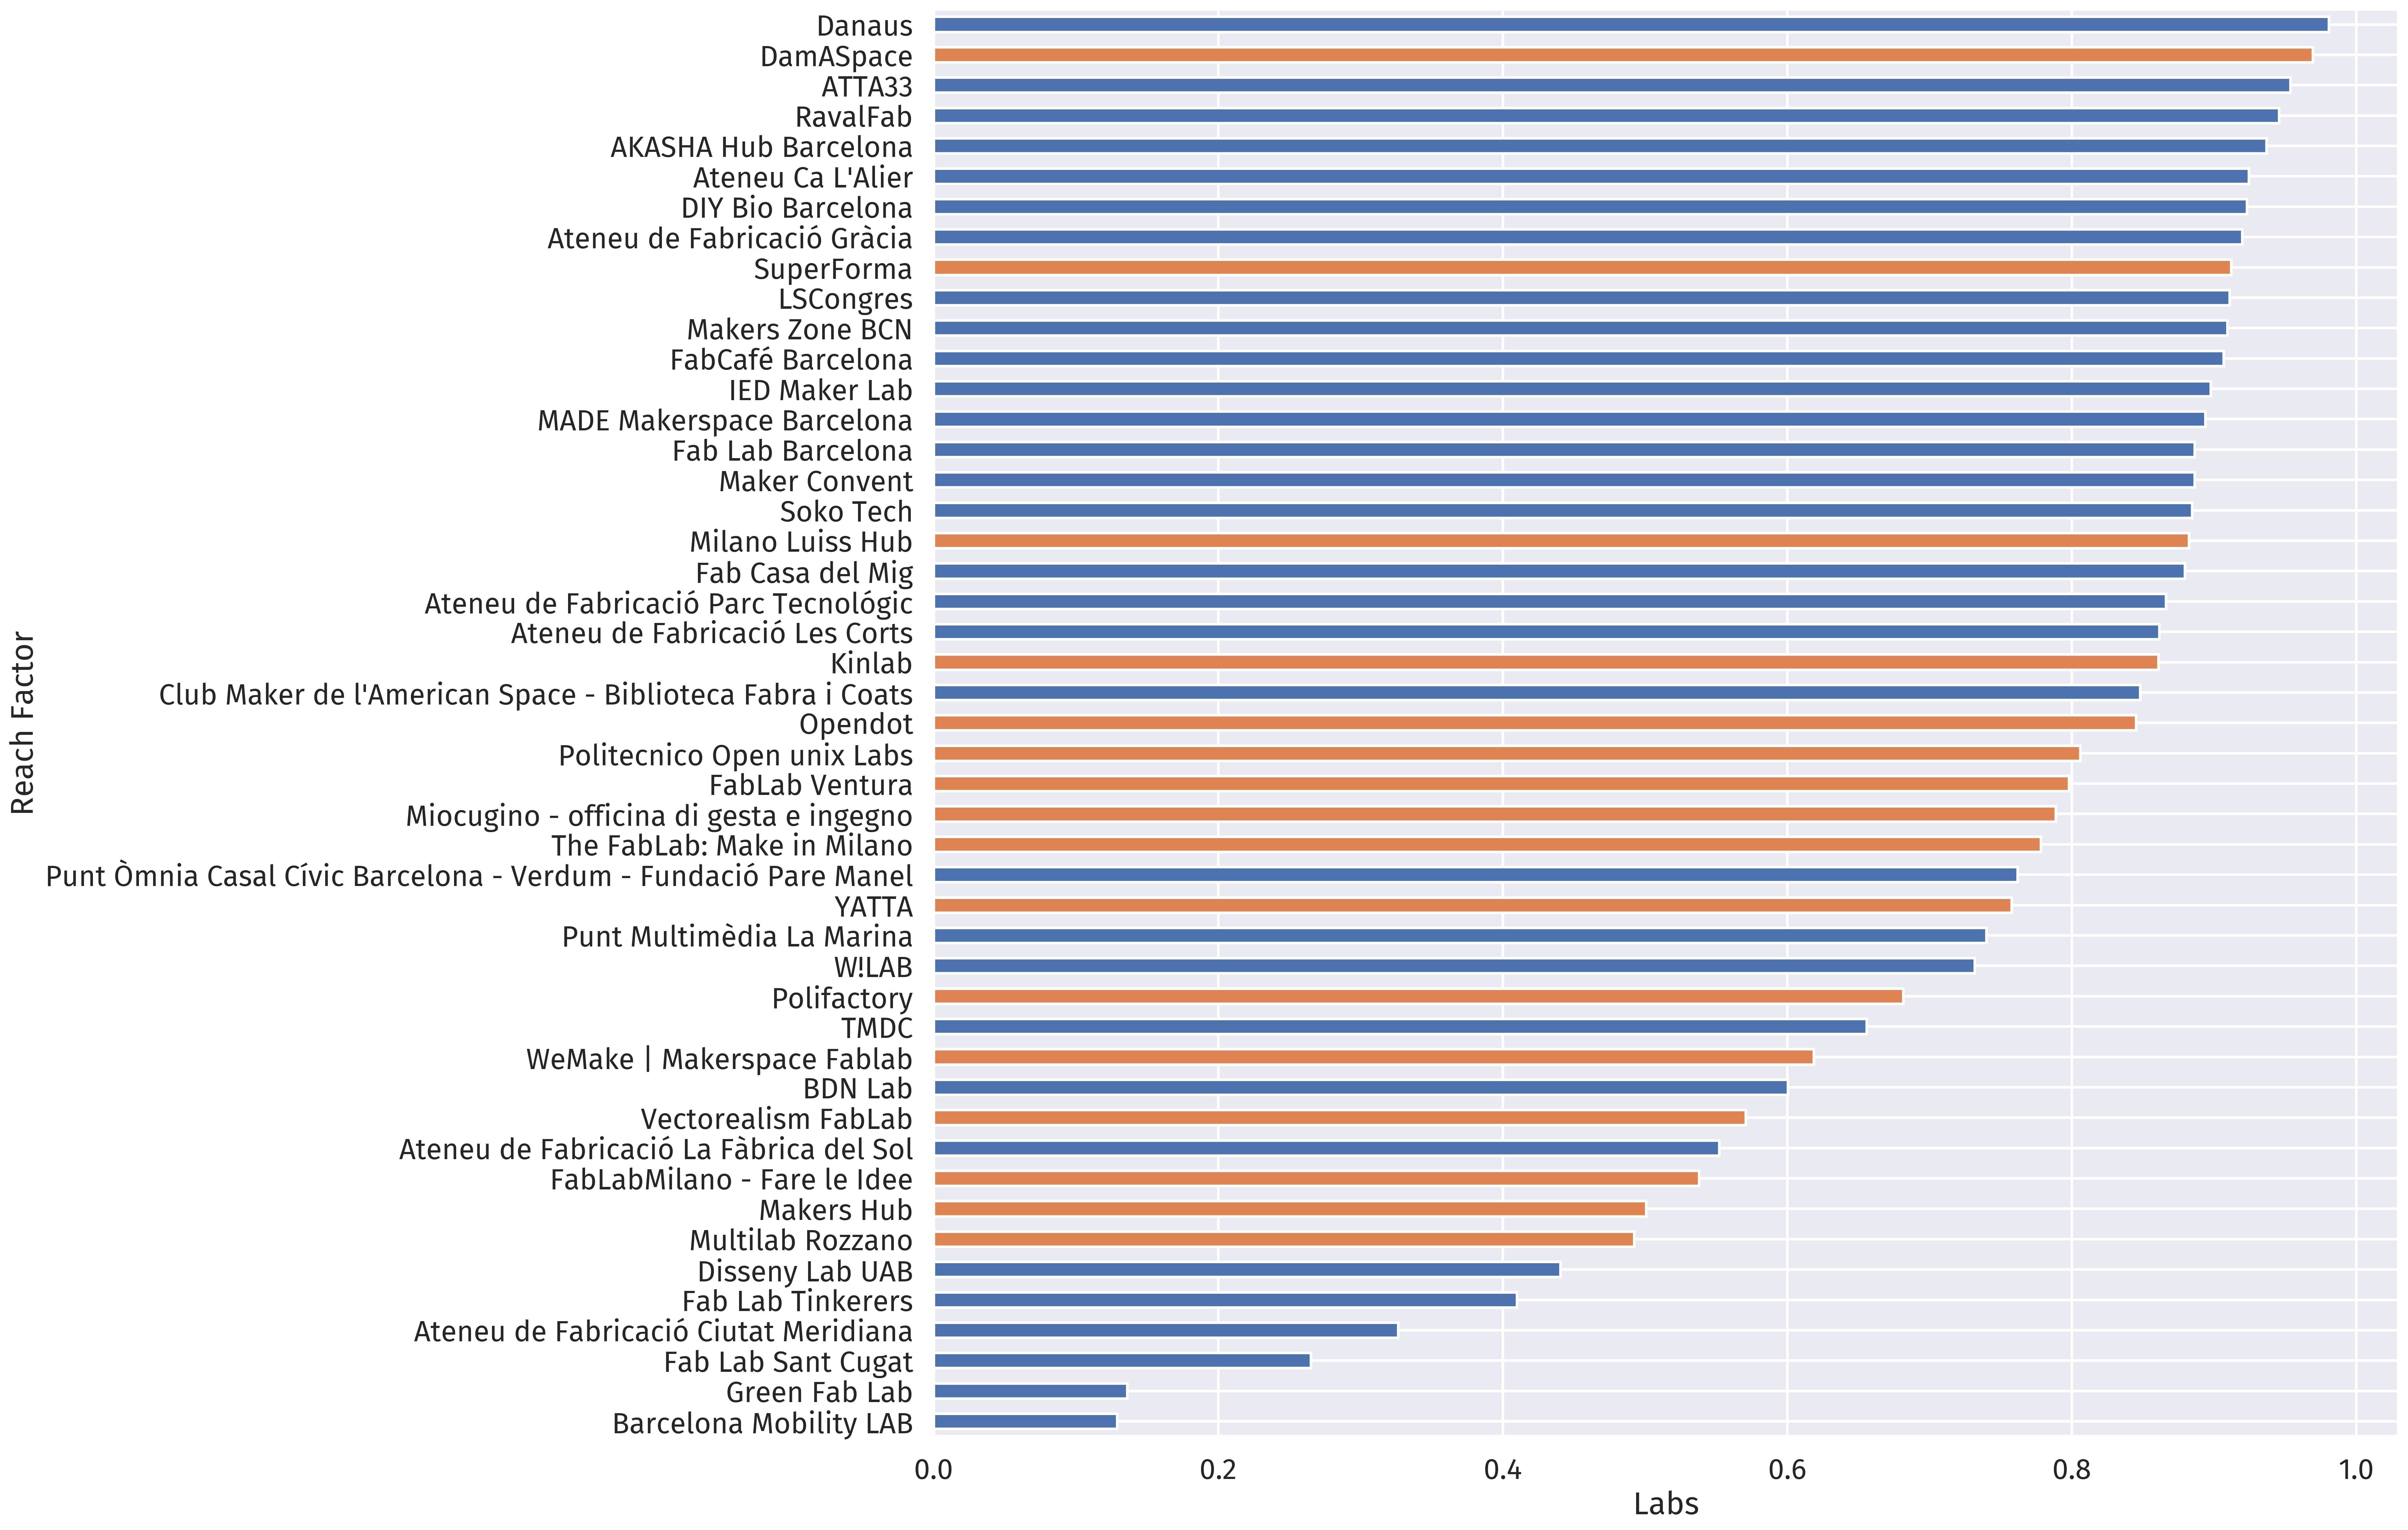 Danaus
DamASpace
ATTA33
RavalFab
AKASHA Hub Barcelona
Ateneu Ca L'Alier
DIY Bio Barcelona
Ateneu de Fabricació Gràcia
SuperForma
LSCongres
Makers Zone BCN
FabCafé Barcelona
IED Maker Lab
MADE Makerspace Barcelona
Fab Lab Barcelona
Maker Convent
Soko Tech
Milano Luiss Hub
Fab Casa del Mig
Ateneu de Fabricació Parc Tecnológic
Ateneu de Fabricació Les Corts
Kinlab
Club Maker de l'American Space - Biblioteca Fabra i Coats
Opendot
Politecnico Open unix Labs
FabLab Ventura
Miocugino - officina di gesta e ingegno
The FabLab: Make in Milano
Punt Òmnia Casal Cívic Barcelona - Verdum - Fundació Pare Manel
YATTA
Punt Multimèdia La Marina
W!LAB
Polifactory
TMDC
WeMake | Makerspace Fablab
BDN Lab
Vectorealism FabLab
Ateneu de Fabricació La Fàbrica del Sol
FabLabMilano - Fare le Idee
Makers Hub
Multilab Rozzano
Disseny Lab UAB
Fab Lab Tinkerers
Ateneu de Fabricació Ciutat Meridiana
Fab Lab Sant Cugat
Green Fab Lab
Barcelona Mobility LAB
Reach Factor
0.0 0.2 0.4 0.6 0.8 1.0
Labs